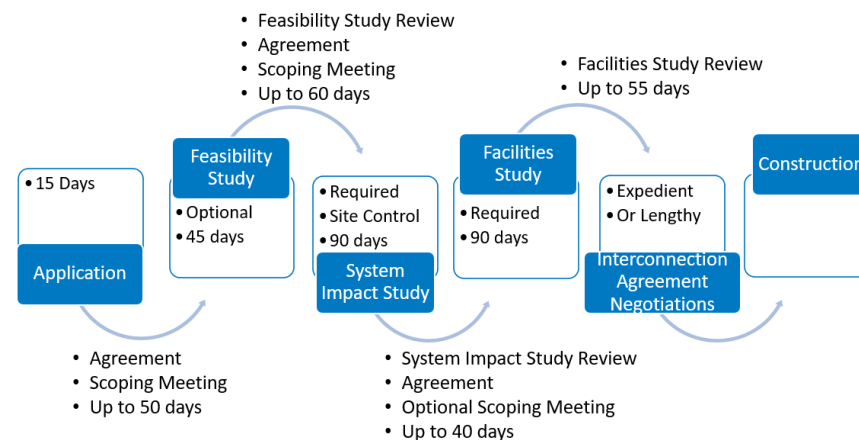 • Feasibility Study Review
• Agreement
• Scoping Meeting
• Up to 60 days
• Facilities Study Review
• Up to 55 days
• 15 Days
Application
Feasibility
Study
• Optional
• 45 days
• Required
• Site Control
• 90 days
System
Impact Study
Facilities
Study
• Required
• 90 days
• Expedient
• Or Lengthy
Interconnection
Agreement
Negotiations
Construction
• Agreement
• Scoping Meeting
• Up to 50 days
• System Impact Study Review
• Agreement
• Optional Scoping Meeting
• Up to 40 days